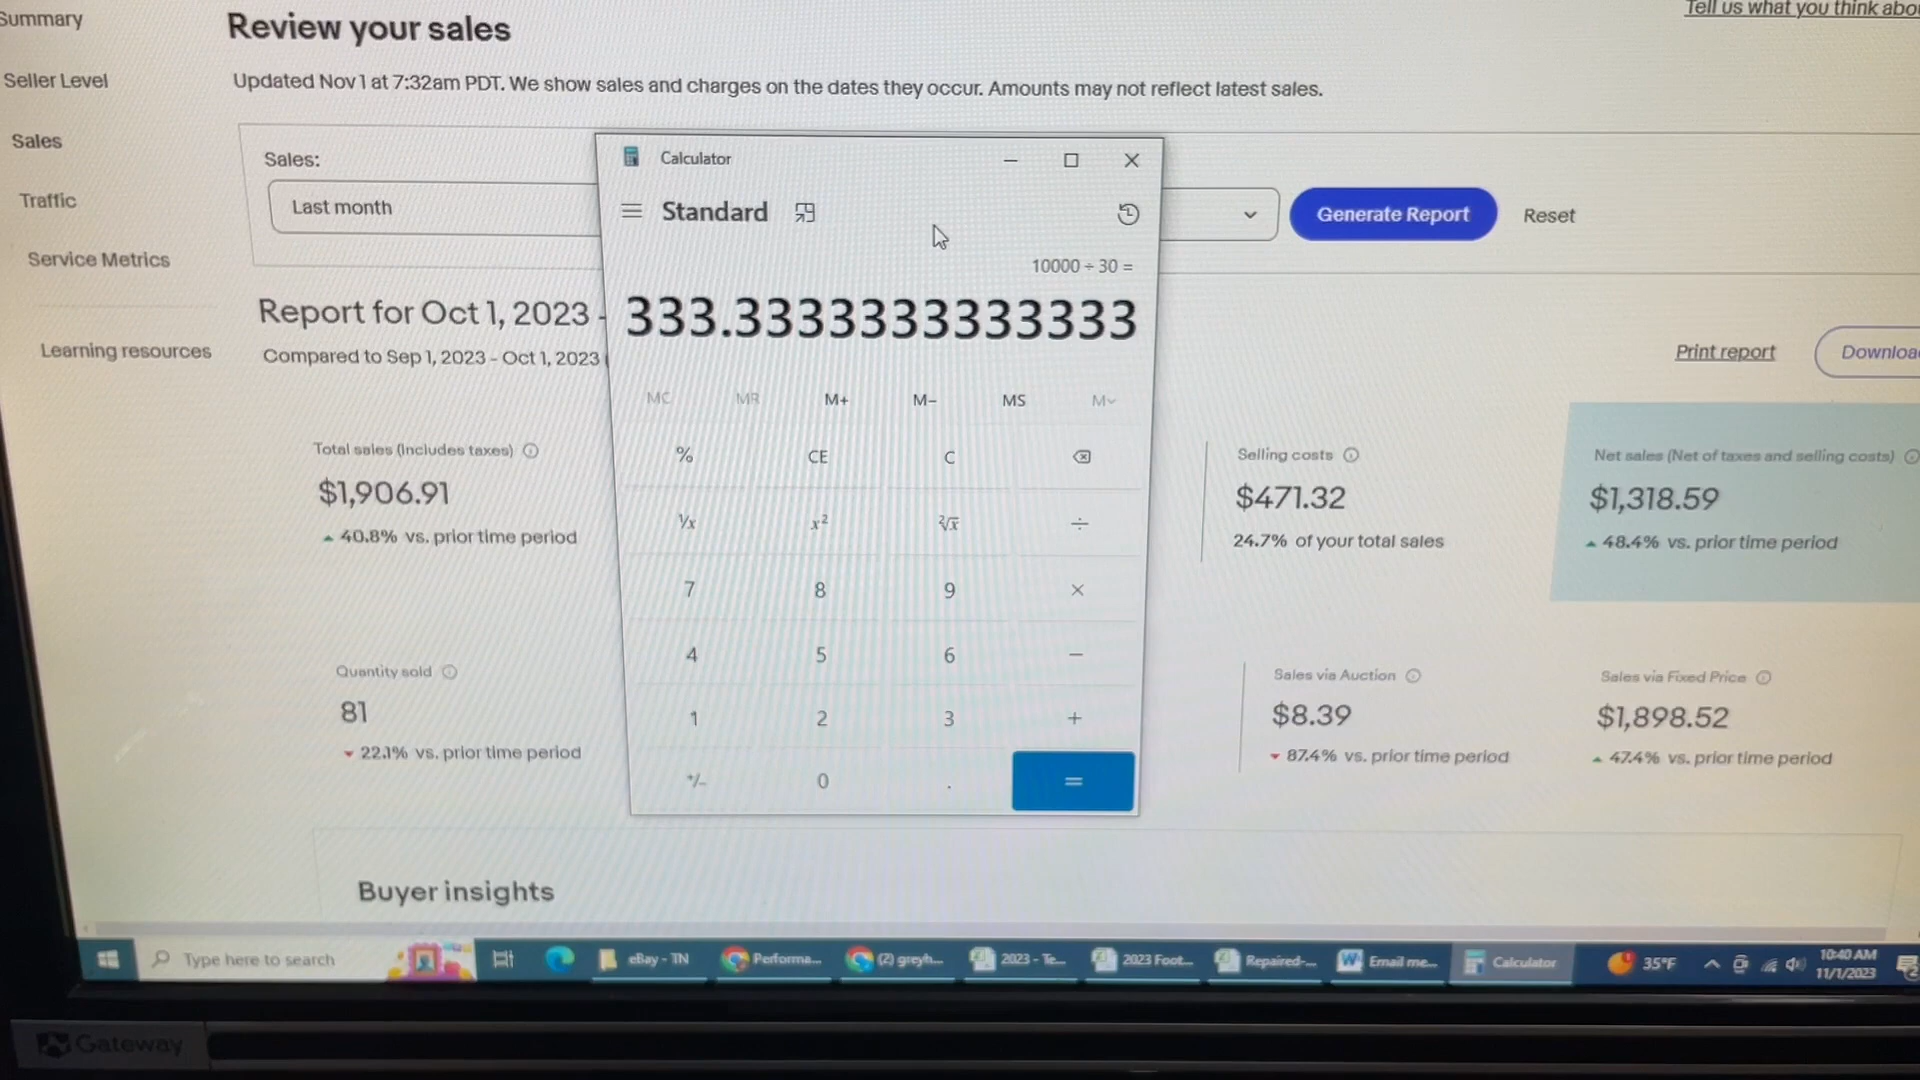 Summary
Review your sales
Tell us what you think abo
Seller Level
Updated Nov 1 at 7:32am PDT. We show sales and charges on the dates they occur. Amounts may not reflect latest sales.
Sales
Sales:
Calculator
Traffic
Last month
Standard
Generate Report
Reset
Service Metrics
10000 ÷ 30 =
Report for Oct 1, 2023 -
333.3333333333333
Learning resources
Compared to Sep 1, 2023 - Oct 1, 2023
Print report
Downloa
MC MR M+ M- MS M
Total sales (Includes taxes)
% CE C
Selling costs
Net sales (Net of taxes and selling costs)
$1,906.91
$471.32
$1,318.59
¹/x x² ²√x ÷
40.8% vs. prior time period
24.7% of your total sales
48.4% vs. prior time period
7 8 9 ×
4 5 6 −
Quantity sold
Sales via Auction
Sales via Fixed Price
81
1 2 3 +
$8.39
$1,898.52
22.1% vs. prior time period
87.4% vs. prior time period
47.4% vs. prior time period
+/- 0 . =
Buyer insights
Type here to search
eBay - TN
Performa...
(2) greyh...
2023 - Te...
2023 Foot...
Repaired-...
Email me...
Calculator
35°F
10:40 AM
11/1/2023
Gateway